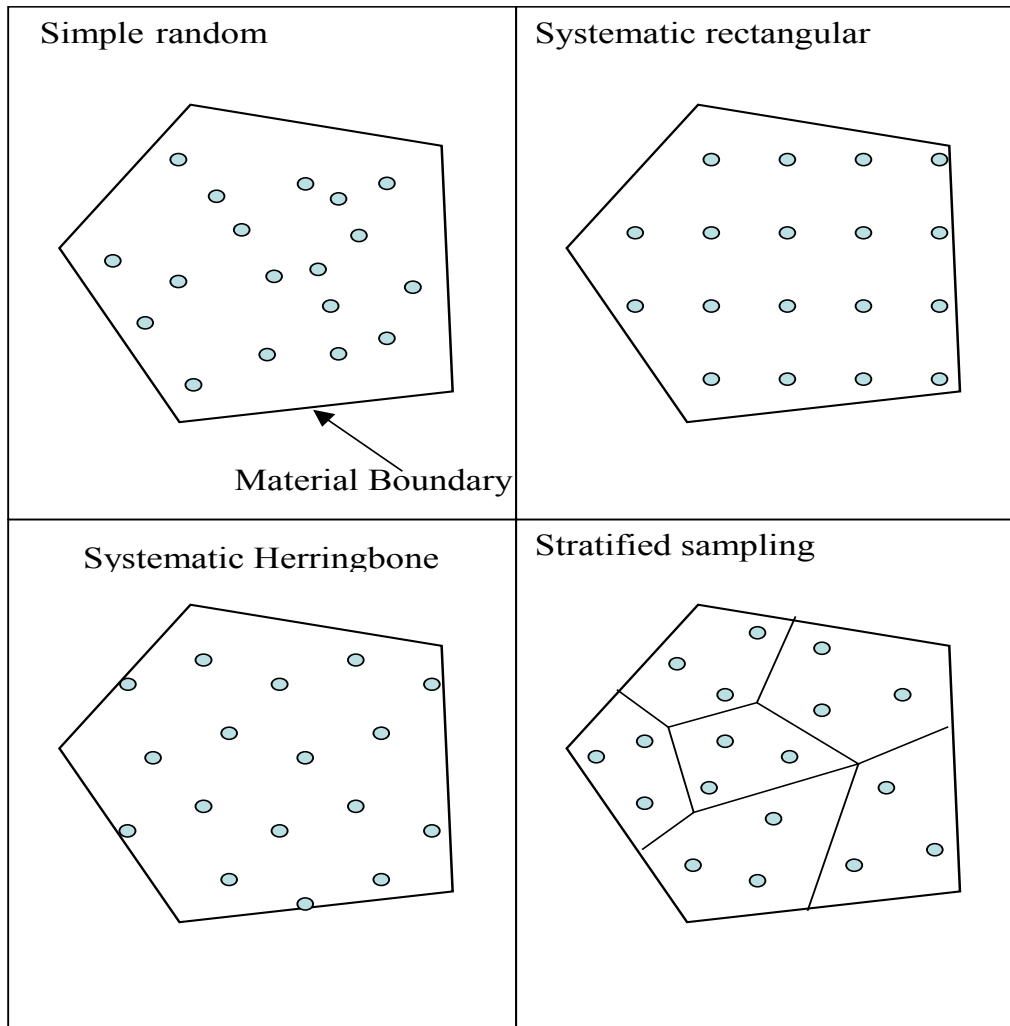 Simple random
Systematic rectangular
Material Boundary
Systematic Herringbone
Stratified sampling